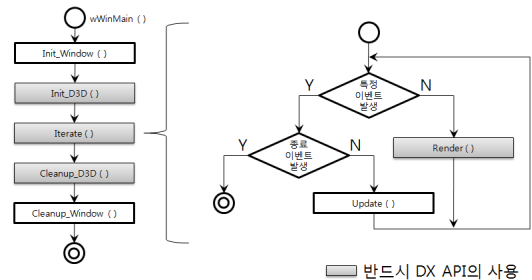 wWinMain ( )
Init_Window ( )
Init_D3D ( )
Iterate ( )
Cleanup_D3D ( )
Cleanup_Window ( )
특정
이벤트
발생
Y
N
종료
이벤트
발생
Y
N
Render ( )
Update ( )
반드시 DX API의 사용